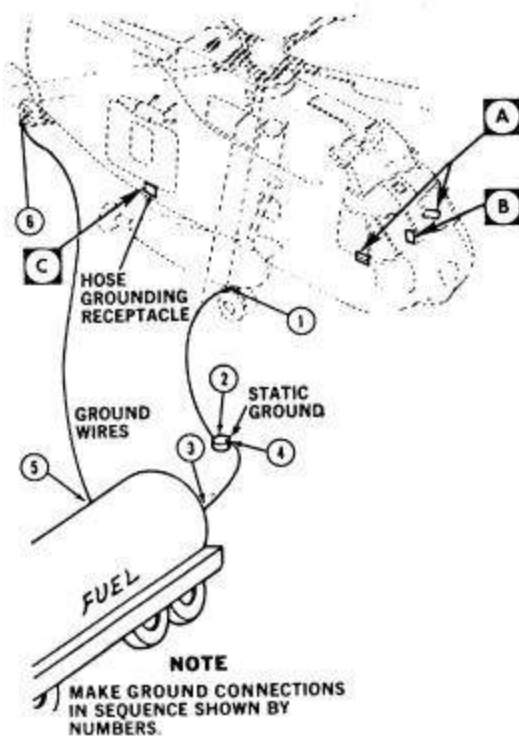 A
B
6
C
HOSE
GROUNDING
RECEPTACLE
1
2
STATIC
GROUND
GROUND
WIRES
3
4
5
FUEL
NOTE
MAKE GROUND CONNECTIONS
IN SEQUENCE SHOWN BY
NUMBERS.